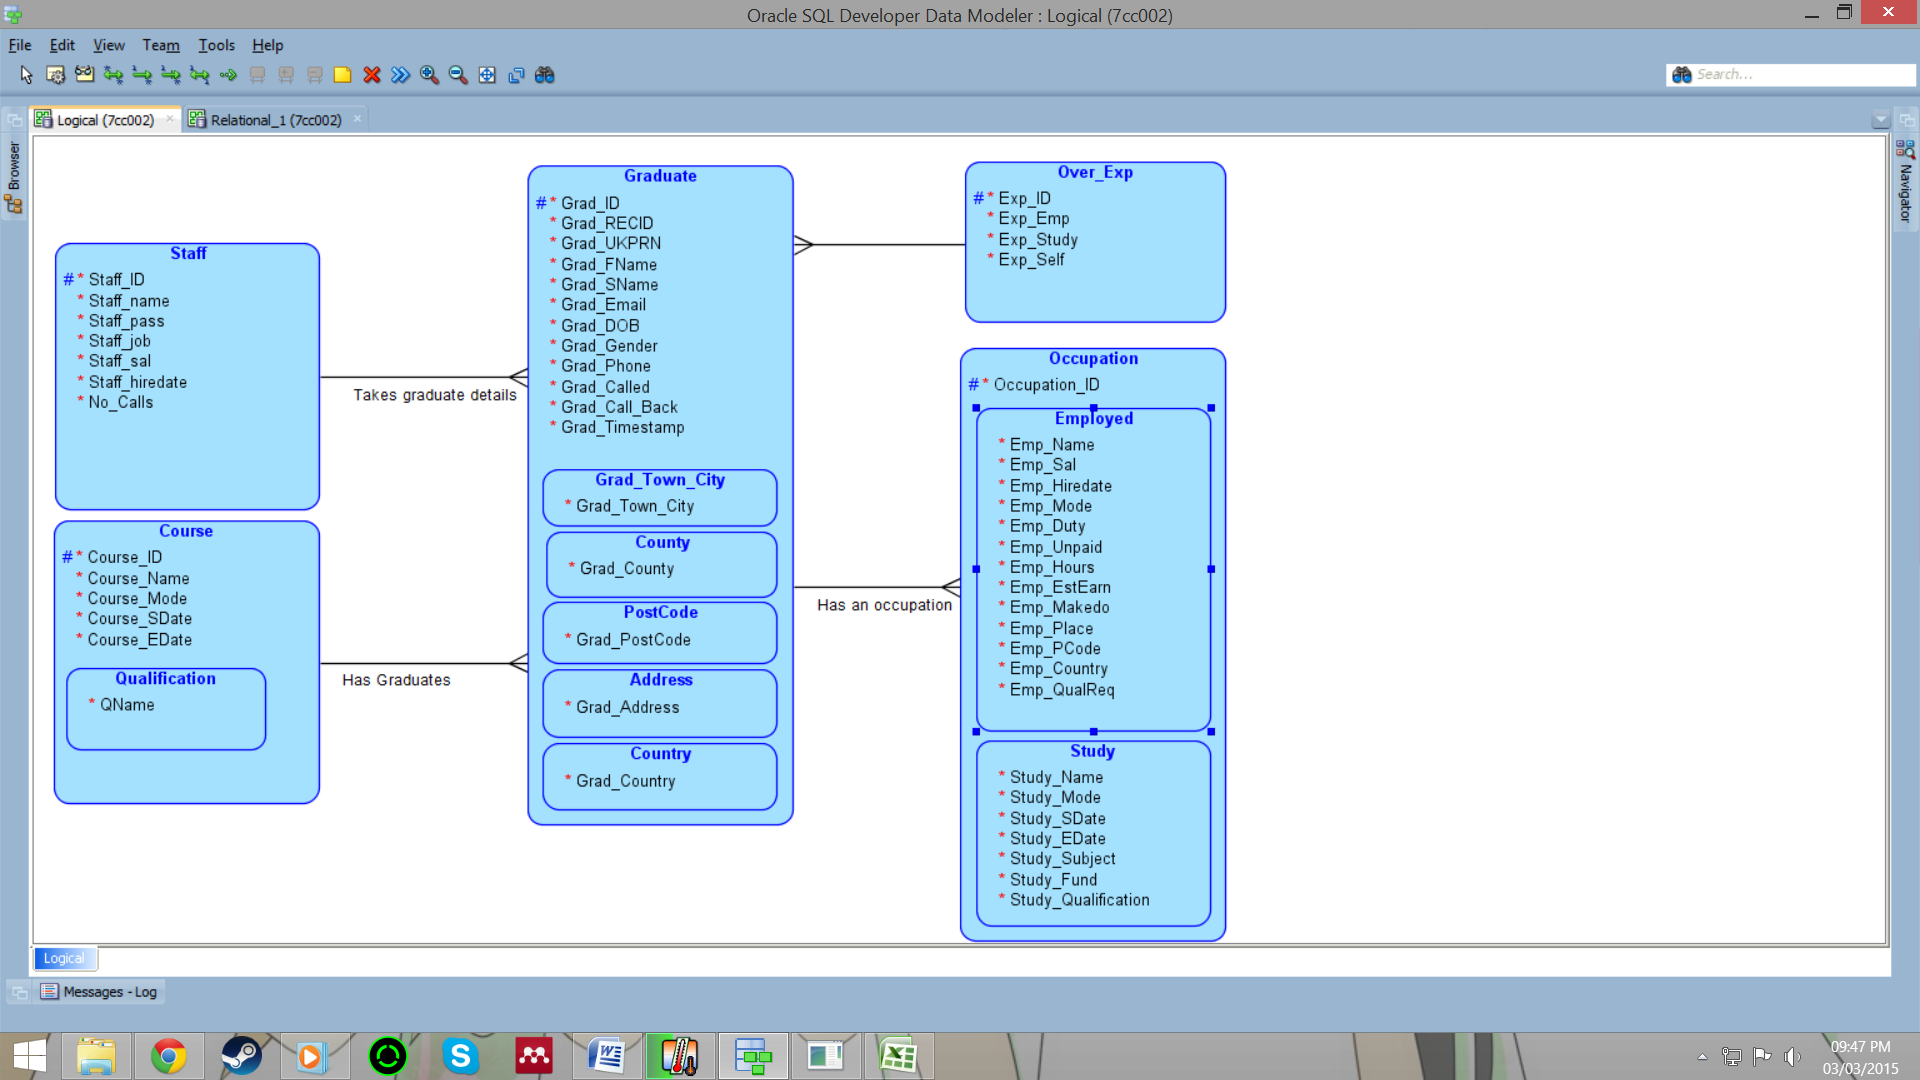 Oracle SQL Developer Data Modeler : Logical (7cc002)
File Edit View Team Tools Help
Search...
Logical (7cc002)
Relational_1 (7cc002)
Browser
Navigator
Staff
# * Staff_ID
* Staff_name
* Staff_pass
* Staff_job
* Staff_sal
* Staff_hiredate
* No_Calls
Course
# * Course_ID
* Course_Name
* Course_Mode
* Course_SDate
* Course_EDate
Qualification
* QName
Takes graduate details
Has Graduates
Graduate
# * Grad_ID
* Grad_RECID
* Grad_UKPRN
* Grad_FName
* Grad_SName
* Grad_Email
* Grad_DOB
* Grad_Gender
* Grad_Phone
* Grad_Called
* Grad_Call_Back
* Grad_Timestamp
Grad_Town_City
* Grad_Town_City
County
* Grad_County
PostCode
* Grad_PostCode
Address
* Grad_Address
Country
* Grad_Country
Has an occupation
Over_Exp
# * Exp_ID
* Exp_Emp
* Exp_Study
* Exp_Self
Occupation
# * Occupation_ID
Employed
* Emp_Name
* Emp_Sal
* Emp_Hiredate
* Emp_Mode
* Emp_Duty
* Emp_Unpaid
* Emp_Hours
* Emp_EstEarn
* Emp_Makedo
* Emp_Place
* Emp_PCode
* Emp_Country
* Emp_QualReq
Study
* Study_Name
* Study_Mode
* Study_SDate
* Study_EDate
* Study_Subject
* Study_Fund
* Study_Qualification
Logical
Messages - Log
09:47 PM
03/03/2015